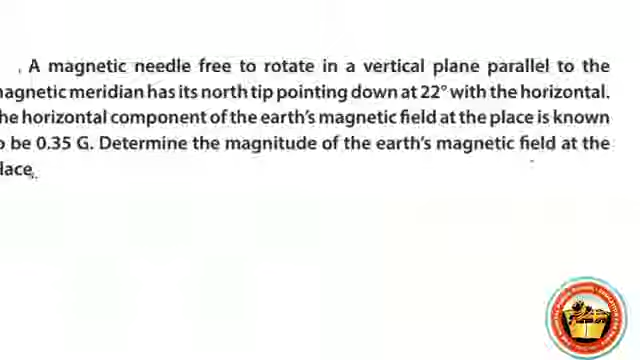 A magnetic needle free to rotate in a vertical plane parallel to the
magnetic meridian has its north tip pointing down at 22° with the horizontal.
he horizontal component of the earth's magnetic field at the place is known
o be 0.35 G. Determine the magnitude of the earth's magnetic field at the
lace.